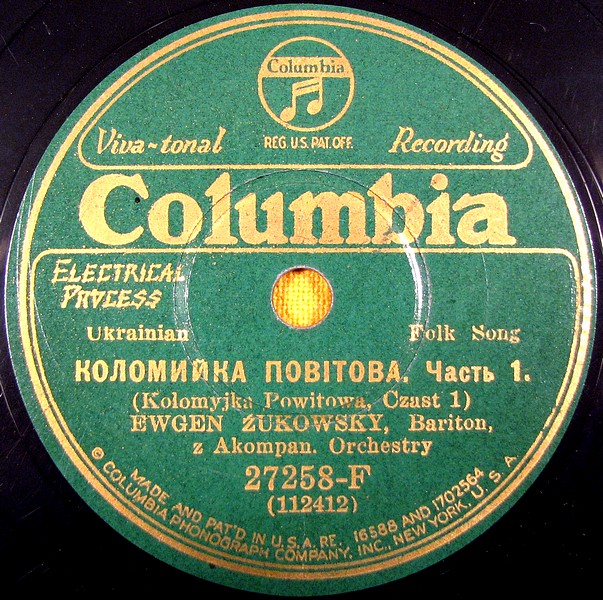 Columbia
Viva-tonal REG. U.S. PAT. OFF. Recording
Columbia
ELECTRICAL
PROCESS
Ukrainian Folk Song
КОЛОМИЙКА ПОВІТОВА. Часть 1.
(Kolomyjka Powitowa, Czast 1)
EWGEN ŻUKOWSKY, Bariton,
z Akompan. Orchestry
27258-F
(112412)
MADE AND PAT'D IN U.S.A. RE. 16588 AND 1702564
© COLUMBIA PHONOGRAPH COMPANY, INC., NEW YORK, U. S. A.